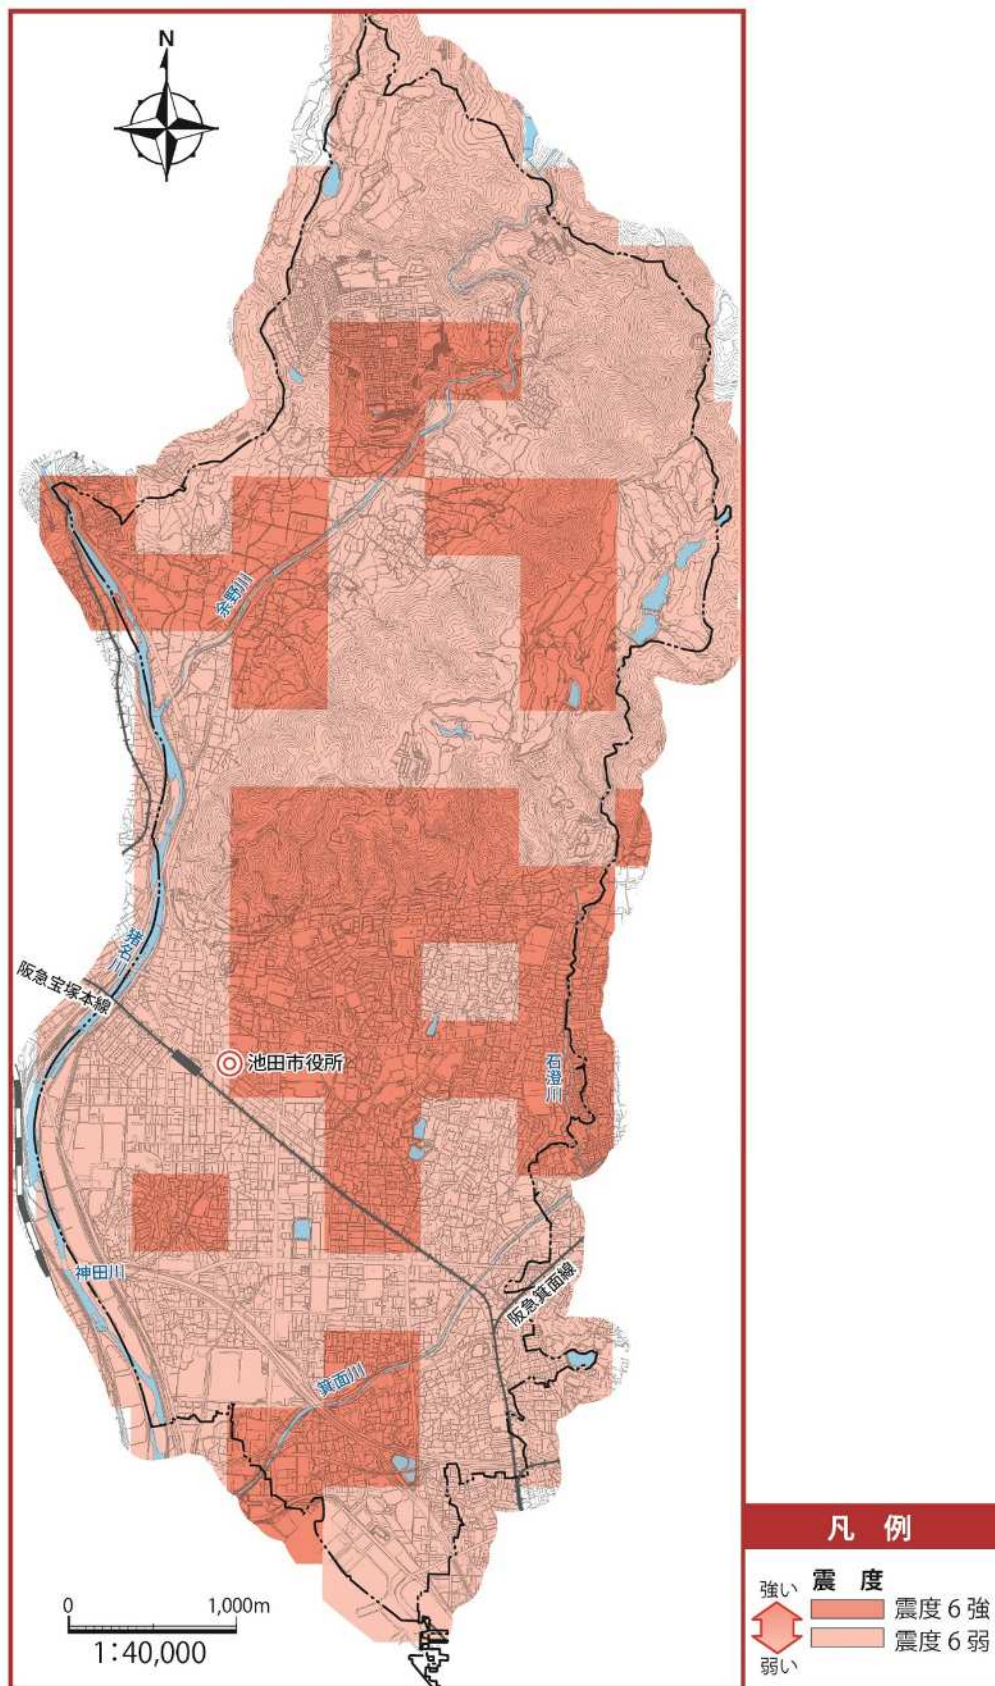 N
余野川
猪名川
阪急宝塚本線
池田市役所
石澄川
神田川
阪急箕面線
箕面川
0 1,000m
1:40,000
凡 例
震 度
強い
震度６強
震度６弱
弱い